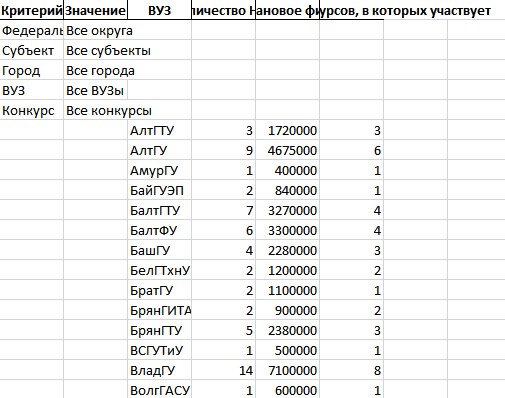 Критерий Значение ВУЗ личество Н ановое фи урсов, в которых участвует
Федераль Все округа
Субъект Все субъекты
Город Все города
ВУЗ Все ВУЗы
Конкурс Все конкурсы
АлтГТУ 3 1720000 3
АлтГУ 9 4675000 6
АмурГУ 1 400000 1
БайГУЭП 2 840000 1
БалтГТУ 7 3270000 4
БалтФУ 6 3300000 4
БашГУ 4 2280000 3
БелГТхнУ 2 1200000 2
БратГУ 2 1100000 1
БрянГИТА 2 900000 2
БрянГТУ 5 2380000 3
ВСГУТиУ 1 500000 1
ВладГУ 14 7100000 8
ВолгГАСУ 1 600000 1